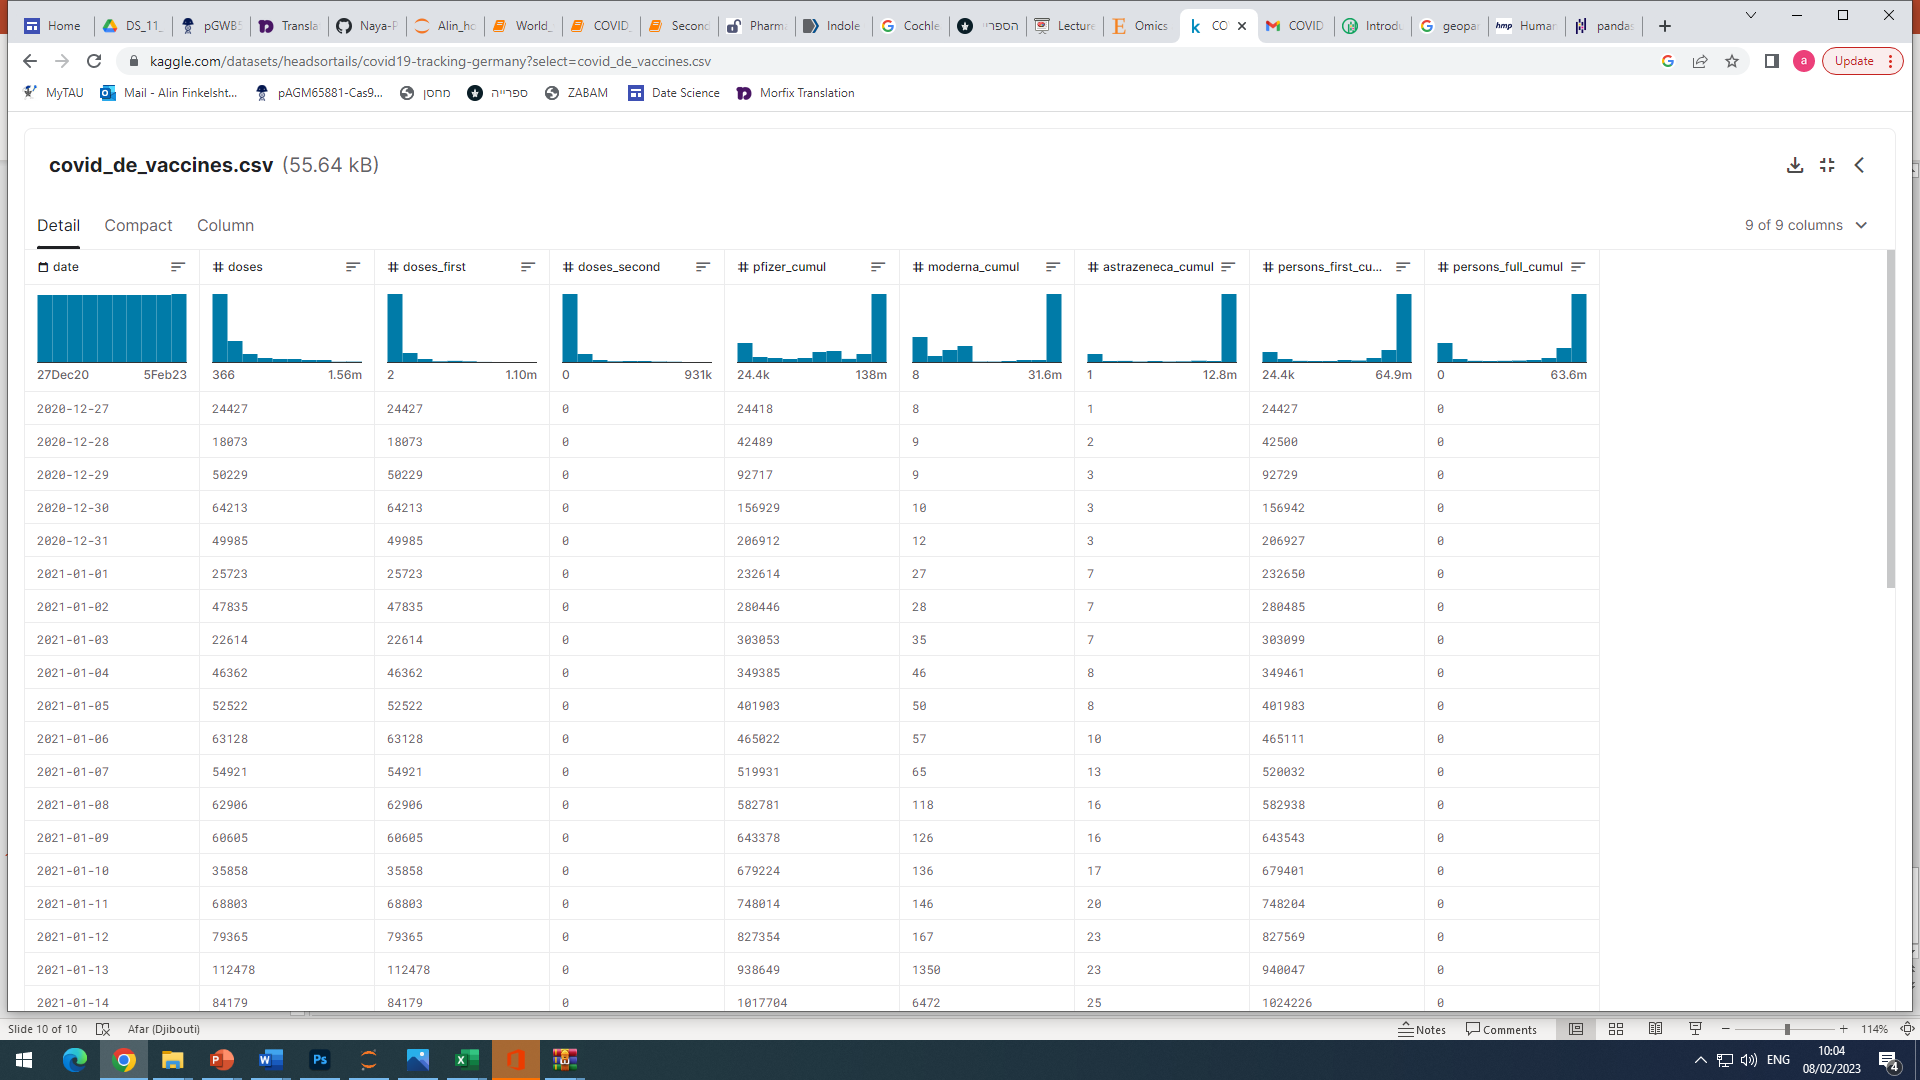 Home DS_11_ pGWB5 Transla Naya-P Alin_ho World_ COVID_ Second Pharma Indole Cochle הספריי Lecture Omics CO COVID Introdu geopar Human pandas
kaggle.com/datasets/headsortails/covid19-tracking-germany?select=covid_de_vaccines.csv a Update
MyTAU Mail - Alin Finkelsht... pAGM65881-Cas9... מחסן ספרייה ZABAM Date Science Morfix Translation
covid_de_vaccines.csv (55.64 kB)
Detail Compact Column 9 of 9 columns
date doses doses_first doses_second pfizer_cumul moderna_cumul astrazeneca_cumul persons_first_cu... persons_full_cumul
27Dec20 5Feb23 366 1.56m 2 1.10m 0 931k 24.4k 138m 8 31.6m 1 12.8m 24.4k 64.9m 0 63.6m
2020-12-27 24427 24427 0 24418 8 1 24427 0
2020-12-28 18073 18073 0 42489 9 2 42500 0
2020-12-29 50229 50229 0 92717 9 3 92729 0
2020-12-30 64213 64213 0 156929 10 3 156942 0
2020-12-31 49985 49985 0 206912 12 3 206927 0
2021-01-01 25723 25723 0 232614 27 7 232650 0
2021-01-02 47835 47835 0 280446 28 7 280485 0
2021-01-03 22614 22614 0 303053 35 7 303099 0
2021-01-04 46362 46362 0 349385 46 8 349461 0
2021-01-05 52522 52522 0 401903 50 8 401983 0
2021-01-06 63128 63128 0 465022 57 10 465111 0
2021-01-07 54921 54921 0 519931 65 13 520032 0
2021-01-08 62906 62906 0 582781 118 16 582938 0
2021-01-09 60605 60605 0 643378 126 16 643543 0
2021-01-10 35858 35858 0 679224 136 17 679401 0
2021-01-11 68803 68803 0 748014 146 20 748204 0
2021-01-12 79365 79365 0 827354 167 23 827569 0
2021-01-13 112478 112478 0 938649 1350 23 940047 0
2021-01-14 84179 84179 0 1017704 6472 25 1024226 0
Slide 10 of 10 Afar (Djibouti) Notes Comments 114%
ENG 10:04
08/02/2023 4